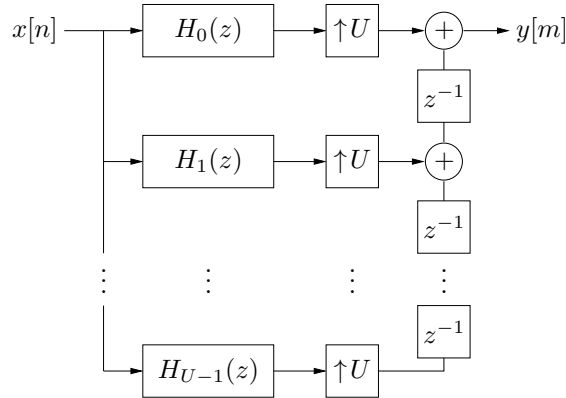 x[n] H_0(z) ↑U + y[m]
z^{-1}
H_1(z) ↑U +
z^{-1}
⋮ ⋮ ⋮ ⋮
z^{-1}
H_{U-1}(z) ↑U